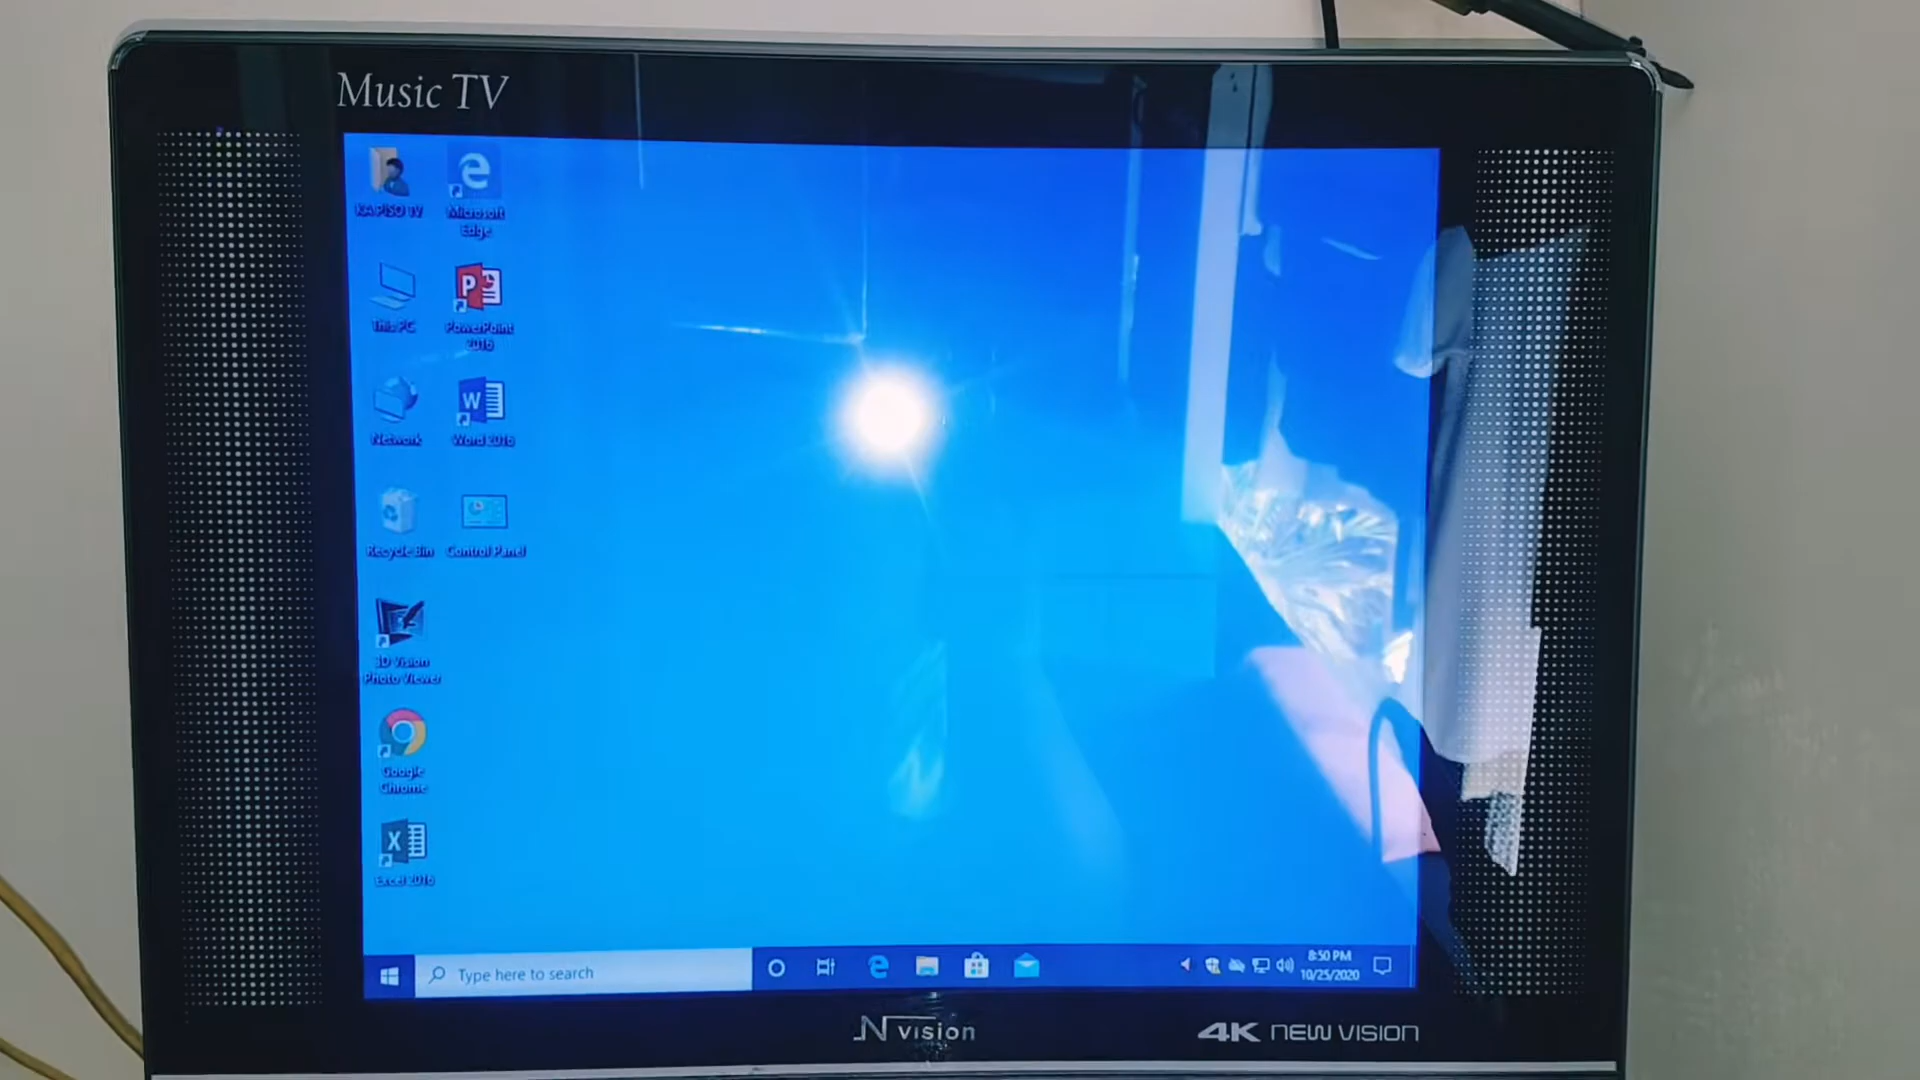 Music TV
KA PISO TV
Microsoft
Edge
This PC
PowerPoint
2016
Network
Word 2016
Recycle Bin
Control Panel
3D Vision
Photo Viewer
Google
Chrome
Excel 2016
Type here to search
8:50 PM
10/25/2020
N vision
4K NEW VISION